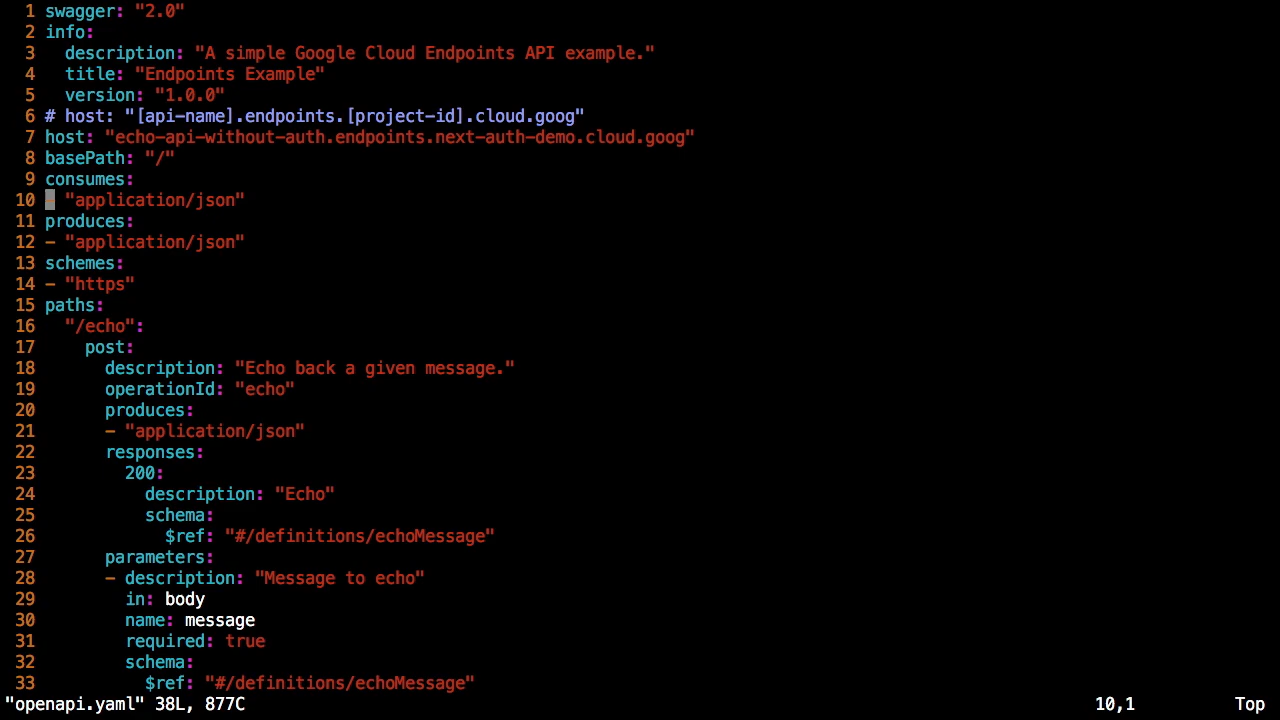 1 swagger: "2.0"
2 info:
3   description: "A simple Google Cloud Endpoints API example."
4   title: "Endpoints Example"
5   version: "1.0.0"
6 # host: "[api-name].endpoints.[project-id].cloud.goog"
7 host: "echo-api-without-auth.endpoints.next-auth-demo.cloud.goog"
8 basePath: "/"
9 consumes:
10 - "application/json"
11 produces:
12 - "application/json"
13 schemes:
14 - "https"
15 paths:
16   "/echo":
17     post:
18       description: "Echo back a given message."
19       operationId: "echo"
20       produces:
21       - "application/json"
22       responses:
23         200:
24           description: "Echo"
25           schema:
26             $ref: "#/definitions/echoMessage"
27       parameters:
28       - description: "Message to echo"
29         in: body
30         name: message
31         required: true
32         schema:
33           $ref: "#/definitions/echoMessage"
"openapi.yaml" 38L, 877C 10,1 Top